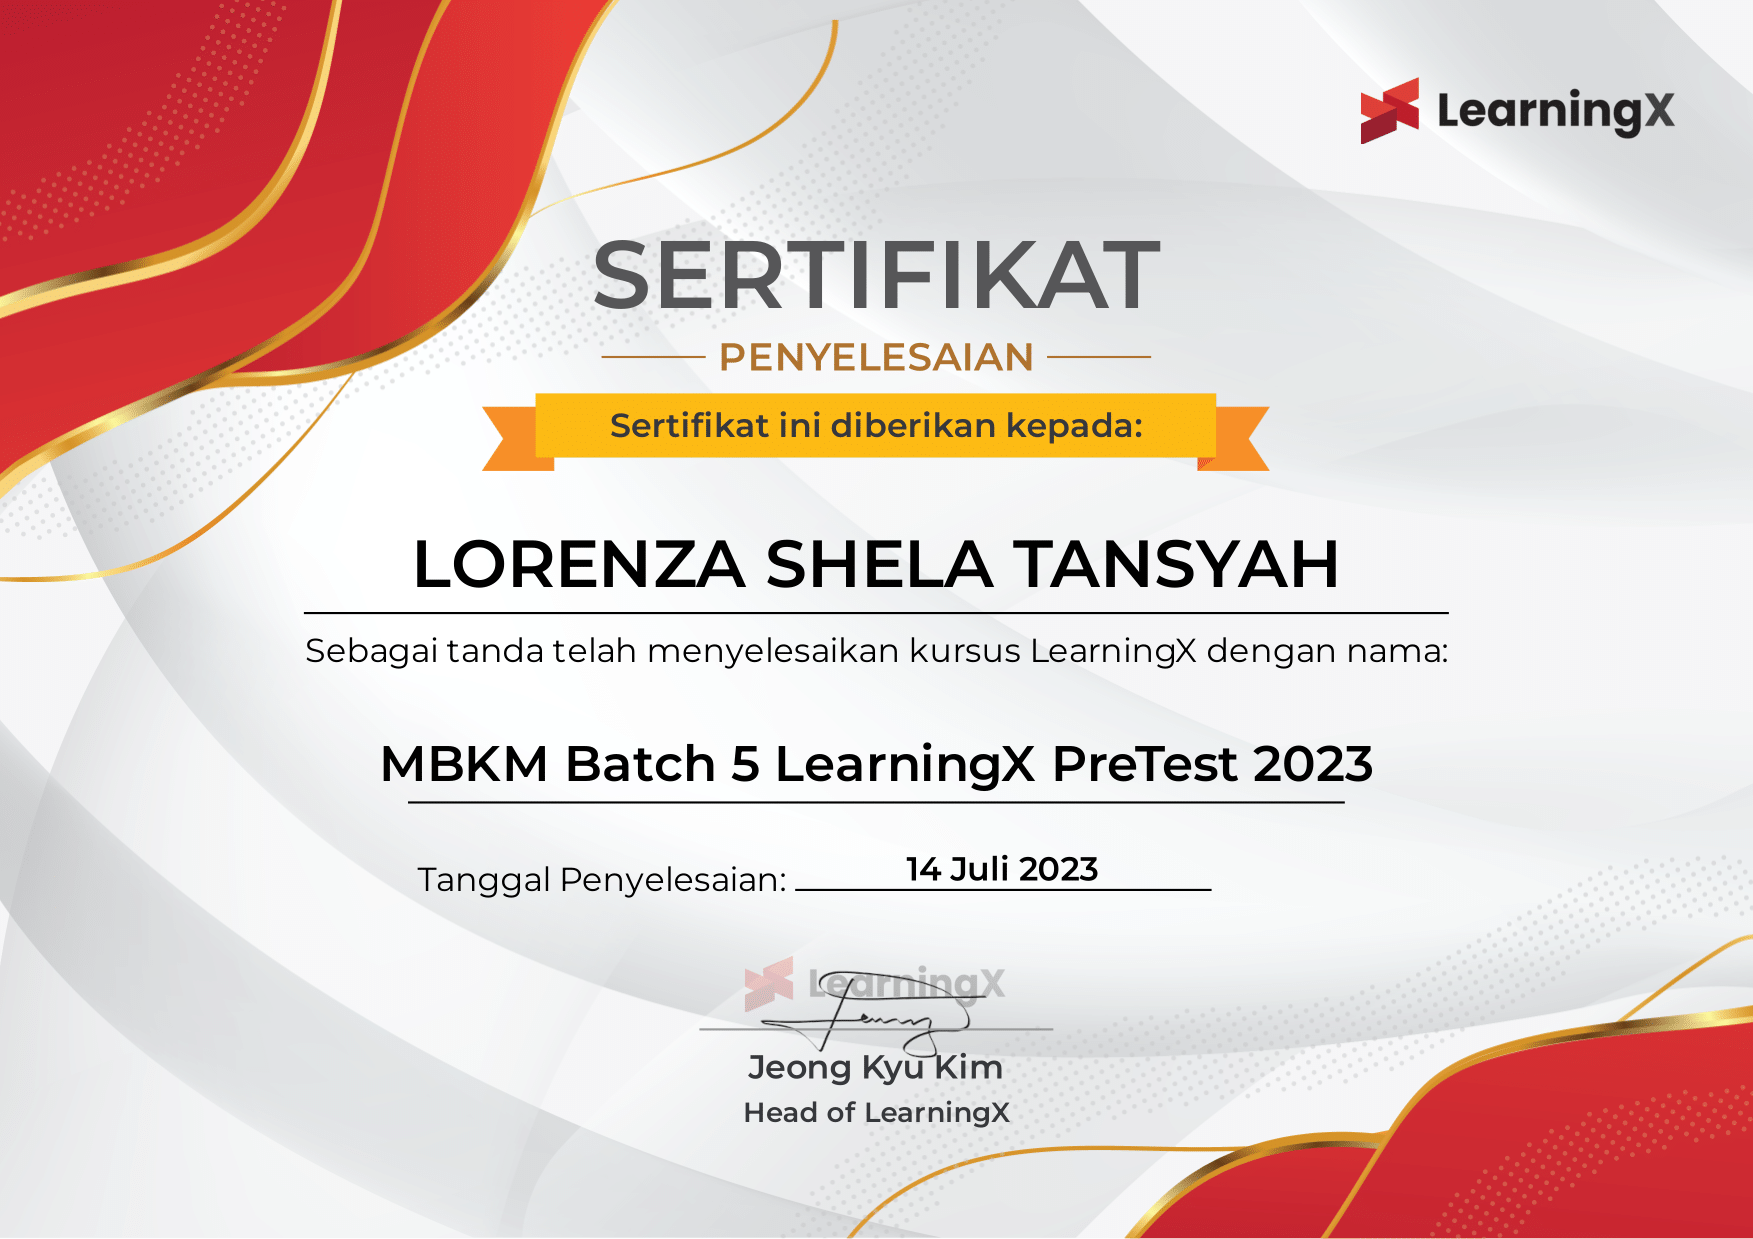 LearningX
SERTIFIKAT
PENYELESAIAN
Sertifikat ini diberikan kepada:
LORENZA SHELA TANSYAH
Sebagai tanda telah menyelesaikan kursus LearningX dengan nama:
MBKM Batch 5 LearningX PreTest 2023
Tanggal Penyelesaian: 14 Juli 2023
LearningX
Jeong Kyu Kim
Head of LearningX